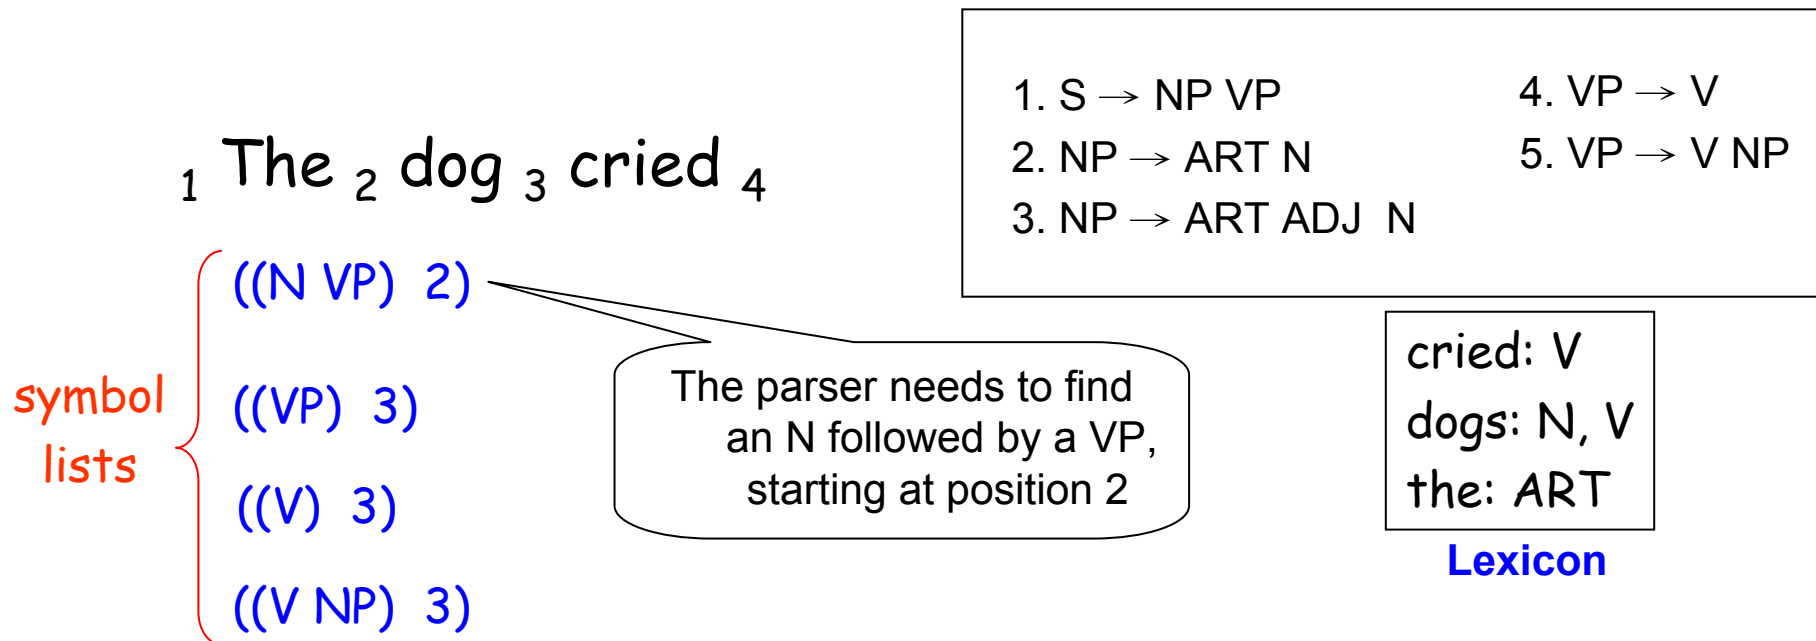 1. S → NP VP
2. NP → ART N
3. NP → ART ADJ N
4. VP → V
5. VP → V NP
1 The 2 dog 3 cried 4
symbol
lists
((N VP) 2)
((VP) 3)
((V) 3)
((V NP) 3)
The parser needs to find
an N followed by a VP,
starting at position 2
cried: V
dogs: N, V
the: ART
Lexicon